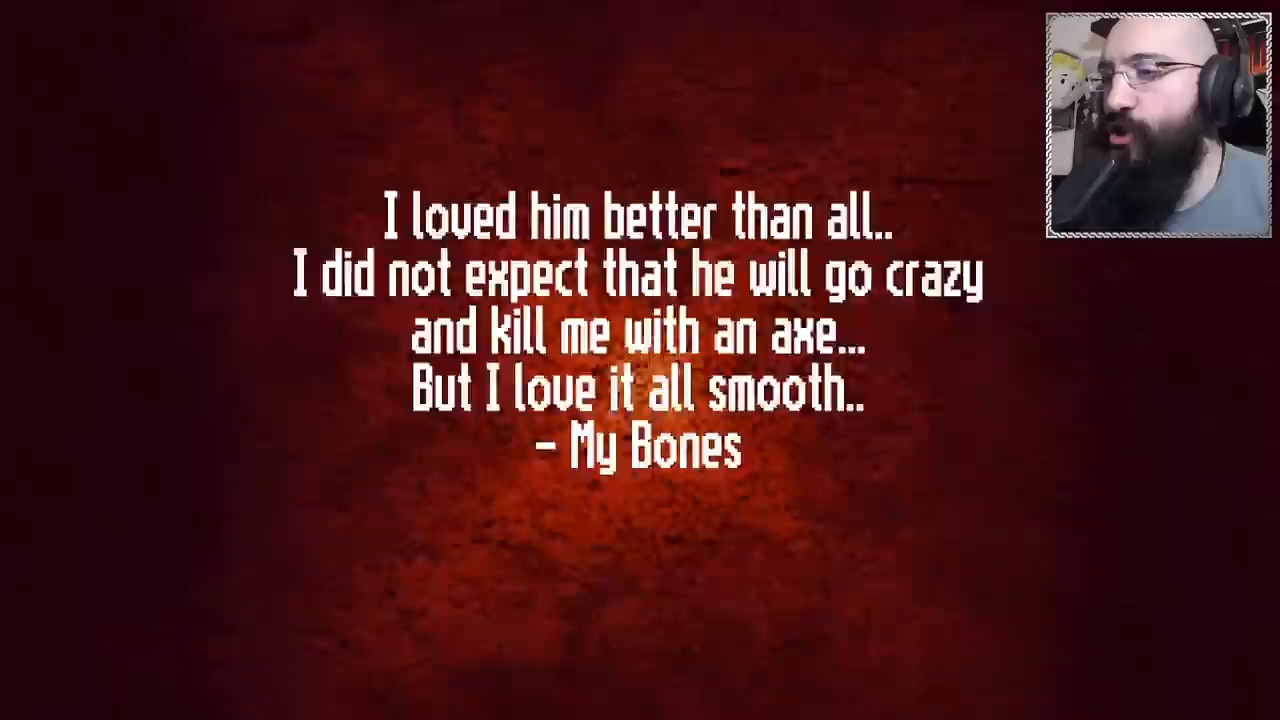 I loved him better than all..
I did not expect that he will go crazy
and kill me with an axe...
But I love it all smooth..
- My Bones